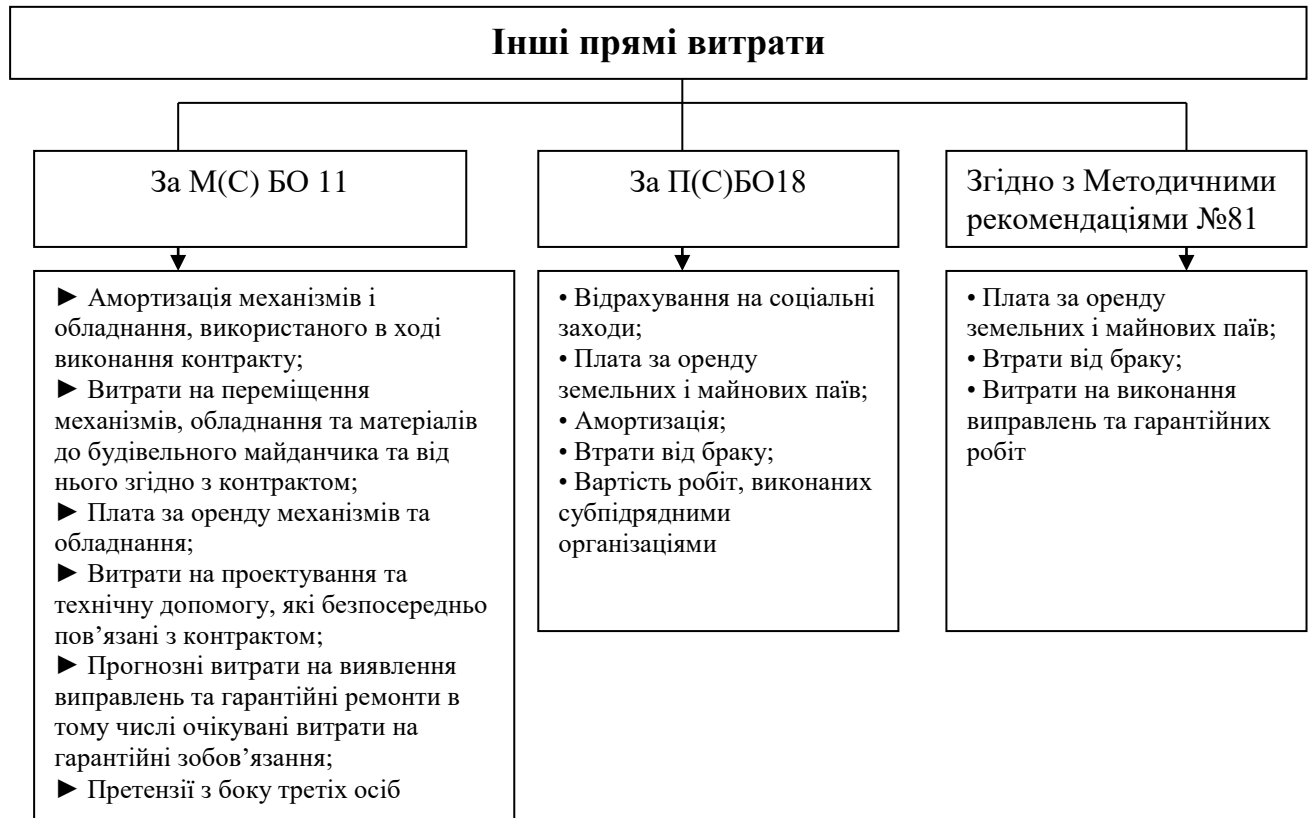 Інші прямі витрати
За М(С) БО 11
► Амортизація механізмів і
обладнання, використаного в ході
виконання контракту;
► Витрати на переміщення
механізмів, обладнання та матеріалів
до будівельного майданчика та від
нього згідно з контрактом;
► Плата за оренду механізмів та
обладнання;
► Витрати на проектування та
технічну допомогу, які безпосередньо
пов’язані з контрактом;
► Прогнозні витрати на виявлення
виправлень та гарантійні ремонти в
тому числі очікувані витрати на
гарантійні зобов’язання;
► Претензії з боку третіх осіб
За П(С)БО18
• Відрахування на соціальні
заходи;
• Плата за оренду
земельних і майнових паїв;
• Амортизація;
• Втрати від браку;
• Вартість робіт, виконаних
субпідрядними
організаціями
Згідно з Методичними
рекомендаціями №81
• Плата за оренду
земельних і майнових паїв;
• Втрати від браку;
• Витрати на виконання
виправлень та гарантійних
робіт